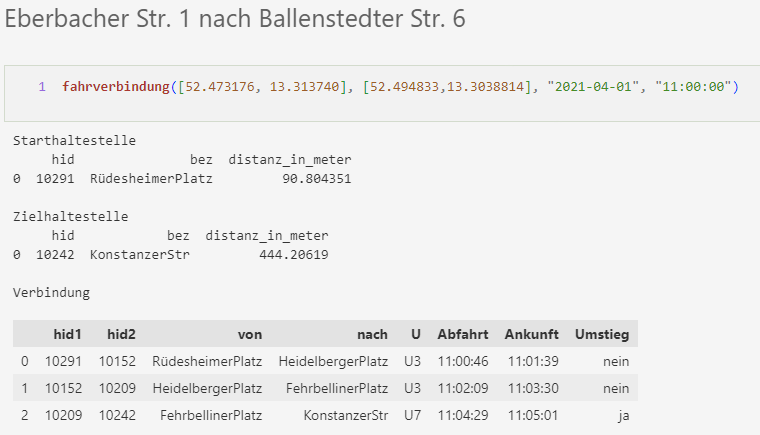 Eberbacher Str. 1 nach Ballenstedter Str. 6
1 fahrverbindung([52.473176, 13.313740], [52.494833,13.3038814], "2021-04-01", "11:00:00")
Starthaltestelle
hid bez distanz_in_meter
0 10291 RüdesheimerPlatz 90.804351
Zielhaltestelle
hid bez distanz_in_meter
0 10242 KonstanzerStr 444.20619
Verbindung
hid1 hid2 von nach U Abfahrt Ankunft Umstieg
0 10291 10152 RüdesheimerPlatz HeidelbergerPlatz U3 11:00:46 11:01:39 nein
1 10152 10209 HeidelbergerPlatz FehrbellinerPlatz U3 11:02:09 11:03:30 nein
2 10209 10242 FehrbellinerPlatz KonstanzerStr U7 11:04:29 11:05:01 ja